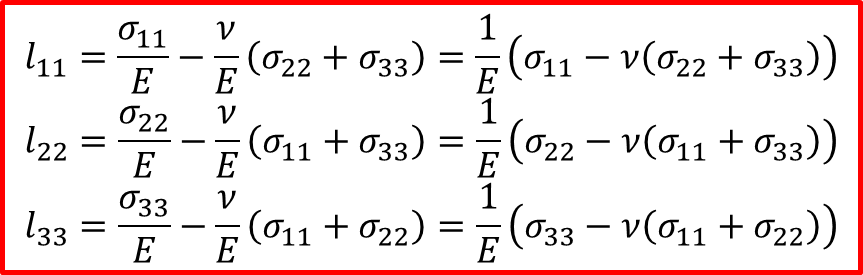 l₁₁ = σ₁₁/E − ν/E (σ₂₂ + σ₃₃) = 1/E (σ₁₁ − ν(σ₂₂ + σ₃₃))
l₂₂ = σ₂₂/E − ν/E (σ₁₁ + σ₃₃) = 1/E (σ₂₂ − ν(σ₁₁ + σ₃₃))
l₃₃ = σ₃₃/E − ν/E (σ₁₁ + σ₂₂) = 1/E (σ₃₃ − ν(σ₁₁ + σ₂₂))